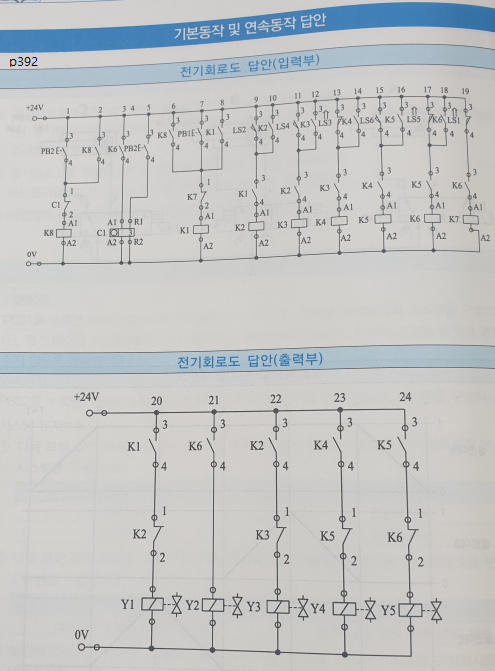 기본동작 및 연속동작 답안
p392
전기회로도 답안(입력부)
+24V 1 2 3 4 5 6 7 8 9 10 11 12 13 14 15 16 17 18 19
3 3 3 3 3 3 3 3 3 3 3 3 3 3 3 3 3 3
PB2 K8 K6 PB2 K8 PB1 K1 LS2 K2 LS4 K3 LS3 K4 LS6 K5 LS5 K6 LS1
4 4 4 4 4 4 4 4 4 4 4 4 4 4 4 4 4 4
1 1 3 3 3 3 3 3
C1 K7 K1 K2 K3 K4 K5 K6
2 2 4 4 4 4 4 4
A1 A1 R1 A1 A1 A1 A1 A1 A1 A1
K8 C1 3 K1 K2 K3 K4 K5 K6 K7
A2 A2 R2 A2 A2 A2 A2 A2 A2 A2
0V
전기회로도 답안(출력부)
+24V 20 21 22 23 24
3 3 3 3 3
K1 K6 K2 K4 K5
4 4 4 4 4
1 1 1 1
K2 K3 K5 K6
2 2 2 2
Y1 Y2 Y3 Y4 Y5
0V